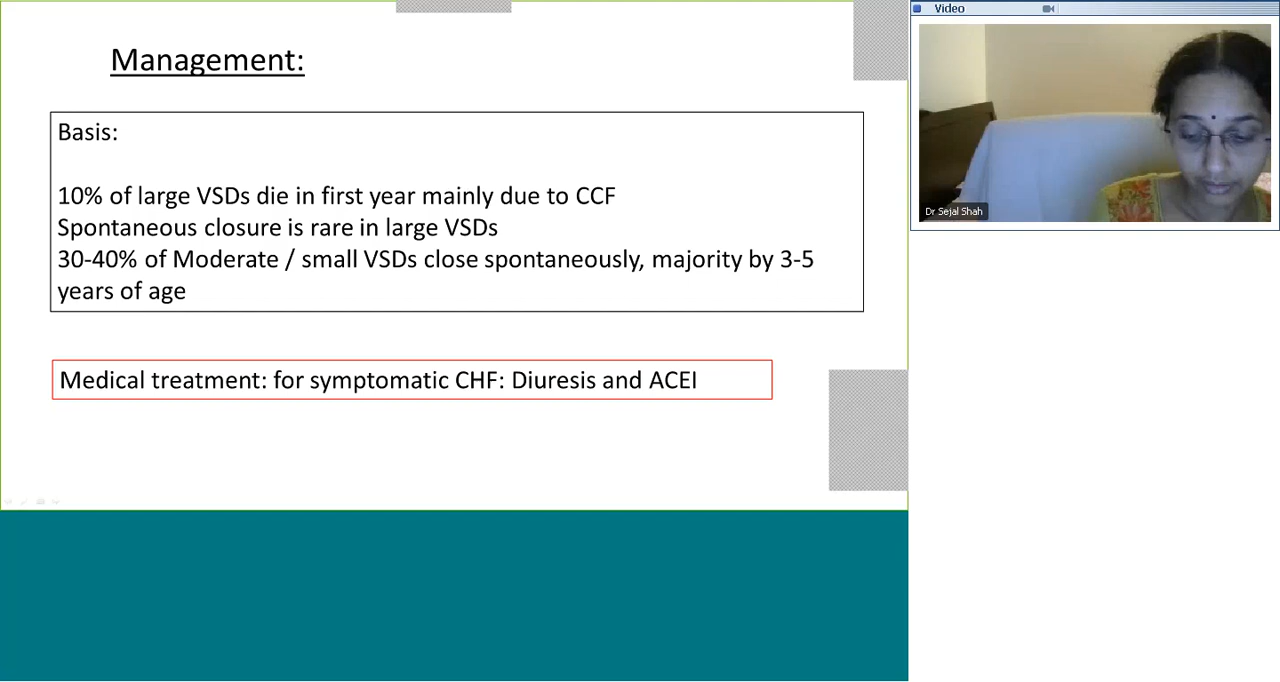 Management:
Basis:
10% of large VSDs die in first year mainly due to CCF
Spontaneous closure is rare in large VSDs
30-40% of Moderate / small VSDs close spontaneously, majority by 3-5
years of age
Medical treatment: for symptomatic CHF: Diuresis and ACEI
Video
Dr Sejal Shah